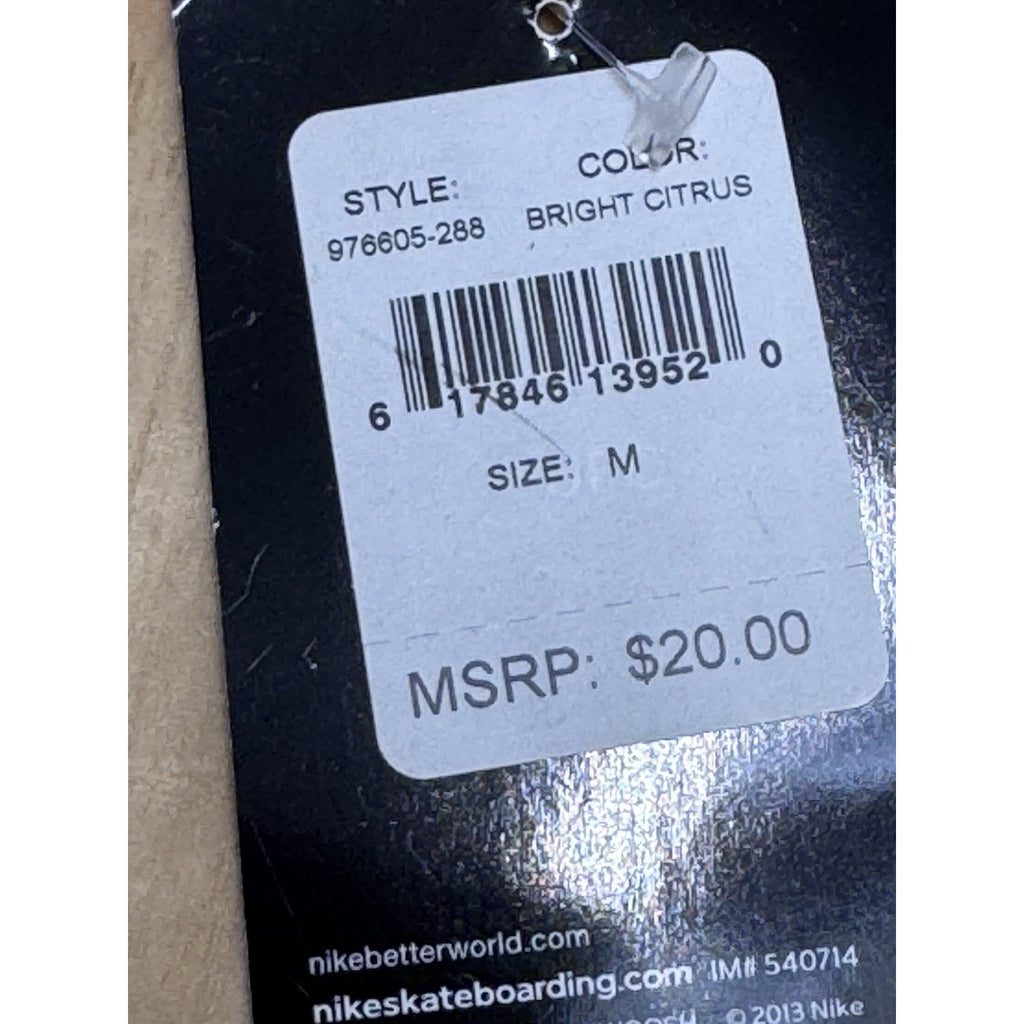 STYLE:
COLOR:
976605-288
BRIGHT CITRUS
6 17846 13952 0
SIZE: M
MSRP: $20.00
nikebetterworld.com
nikeskateboarding.com IM# 540714
© 2013 Nike